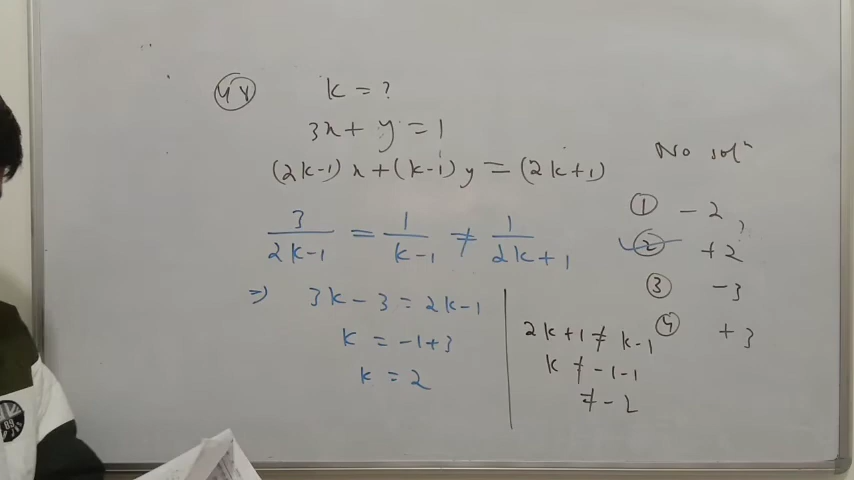 k = ?
3x + y = 1
(2k-1) x + (k-1) y = (2k+1)
No solⁿ
① -2
② +2
③ -3
④ +3
3/(2k-1) = 1/(k-1) ≠ 1/(2k+1)
⇒ 3k - 3 = 2k - 1
k = -1+3
k = 2
2k+1 ≠ k-1
k ≠ -1-1
≠ -2